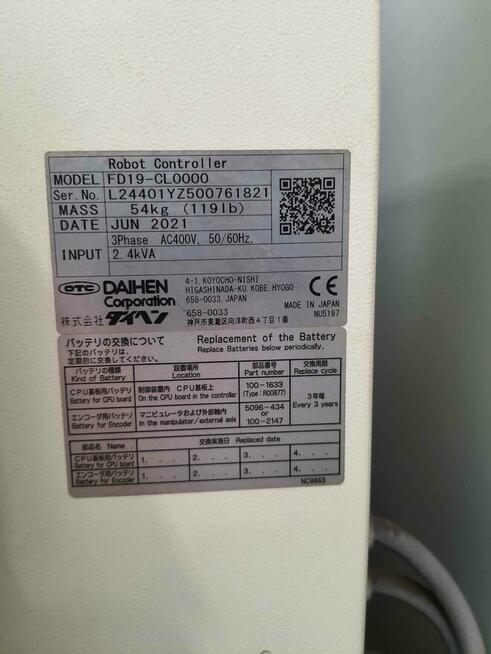 Robot Controller
MODEL FD19-CL0000
Ser.No. L24401YZ500761821
MASS 54kg (119lb)
DATE JUN 2021
INPUT 3Phase AC400V, 50/60Hz,
2.4kVA
OTC DAIHEN Corporation
4-1, KOYOCHO-NISHI
HIGASHINADA-KU, KOBE, HYOGO
658-0033, JAPAN
CE
MADE IN JAPAN
NU5197
株式会社ダイヘン
658-0033
神戸市東灘区向洋町西4丁目1番
バッテリの交換について Replacement of the Battery
下記のバッテリは、 Replace Batteries below periodically.
定期的に交換してください。
バッテリの種類 設置場所 部品番号 交換周期
Kind of Battery Location Part number Replace cycle
CPU基板用バッテリ 制御装置内 CPU基板上 100-1633 3年毎
Battery for CPU board On the CPU board in the controller (Type:R00877) Every 3 years
エンコーダ用バッテリ マニピュレータおよび外部軸内 5096-434 or
Battery for Encoder In the manipulator / external axis 100-2147
部品名 Name 交換実施日 Replaced date
CPU基板用バッテリ 1. . . 2. . . 3. . . 4. . .
Battery for CPU board
エンコーダ用バッテリ 1. . . 2. . . 3. . . 4. . .
Battery for Encoder
NC9663